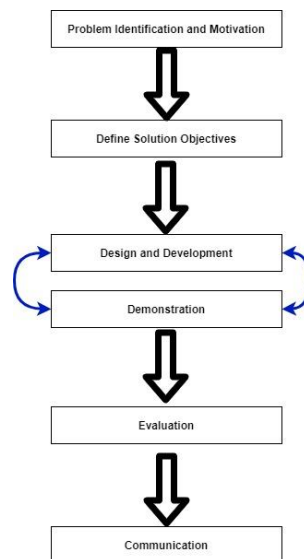 Problem Identification and Motivation
Define Solution Objectives
Design and Development
Demonstration
Evaluation
Communication